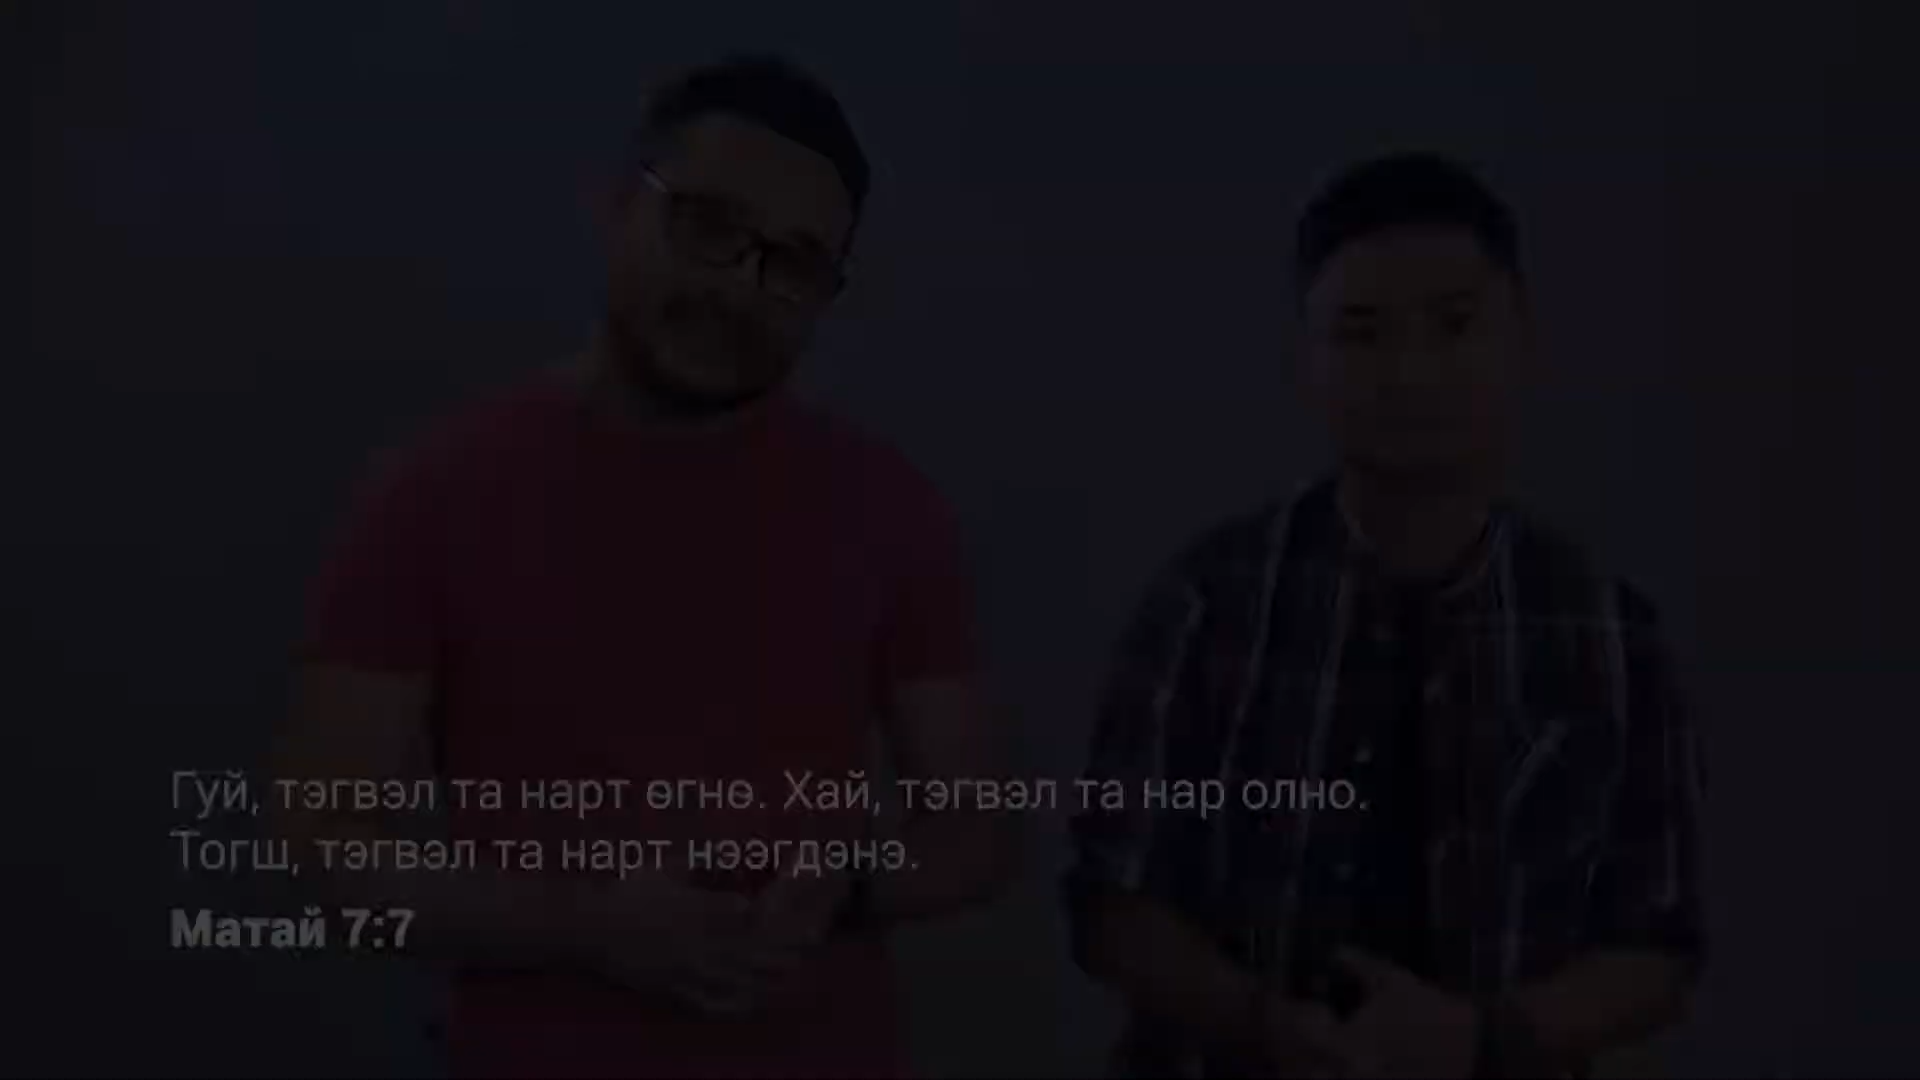 Гуй, тэгвэл та нарт өгнө. Хай, тэгвэл та нар олно.
Тогш, тэгвэл та нарт нээгдэнэ.
Матай 7:7